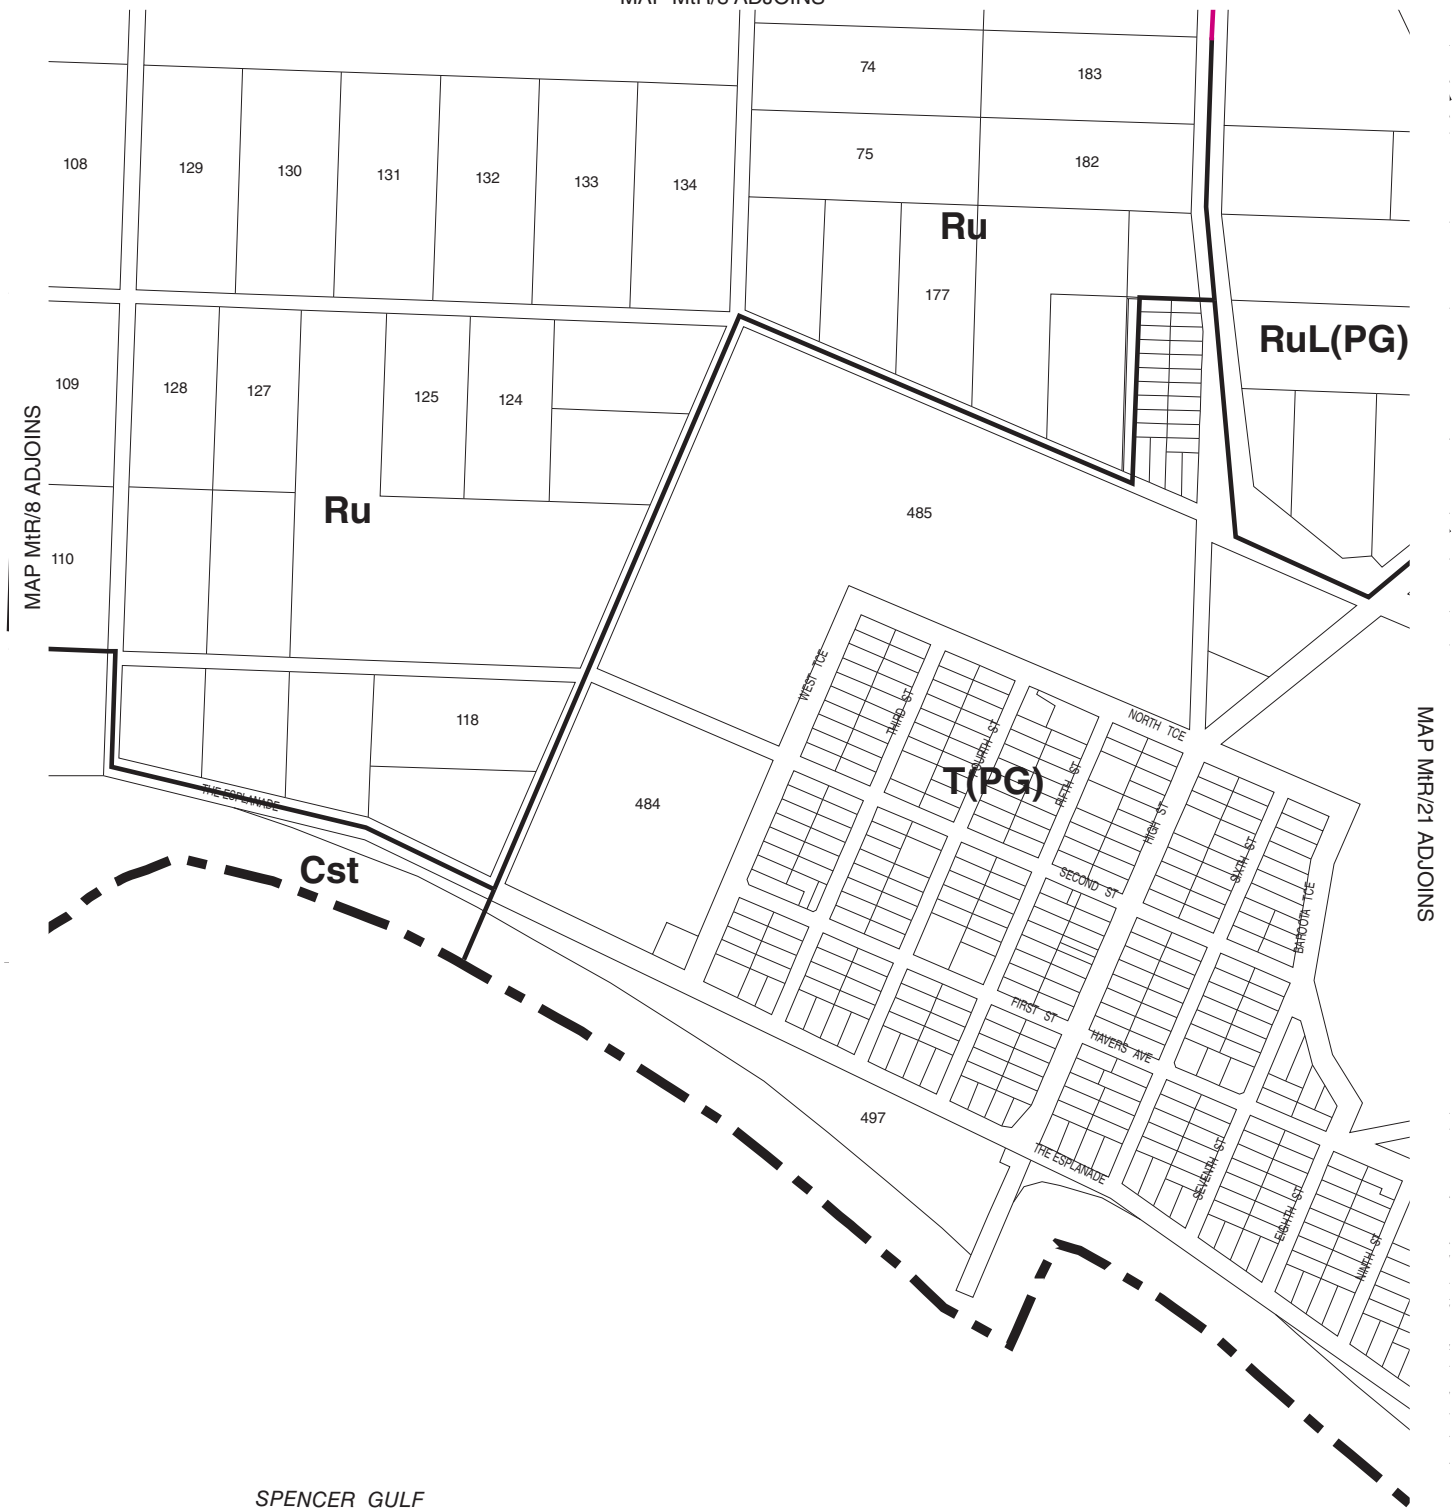 MAP MtR/8 ADJOINS
74
183
75
182
108
129
130
131
132
133
134
Ru
177
RuL(PG)
109
128
127
125
124
MAP MtR/8 ADJOINS
Ru
485
110
WEST TCE
THIRD ST
FOURTH ST
NORTH TCE
118
T(PG)
FIFTH ST
HIGH ST
MAP MtR/21 ADJOINS
THE ESPLANADE
484
SIXTH ST
Cst
SECOND ST
BAROOTA TCE
FIRST ST
HAVERS AVE
497
THE ESPLANADE
SEVENTH ST
EIGHTH ST
NINTH ST
SPENCER GULF